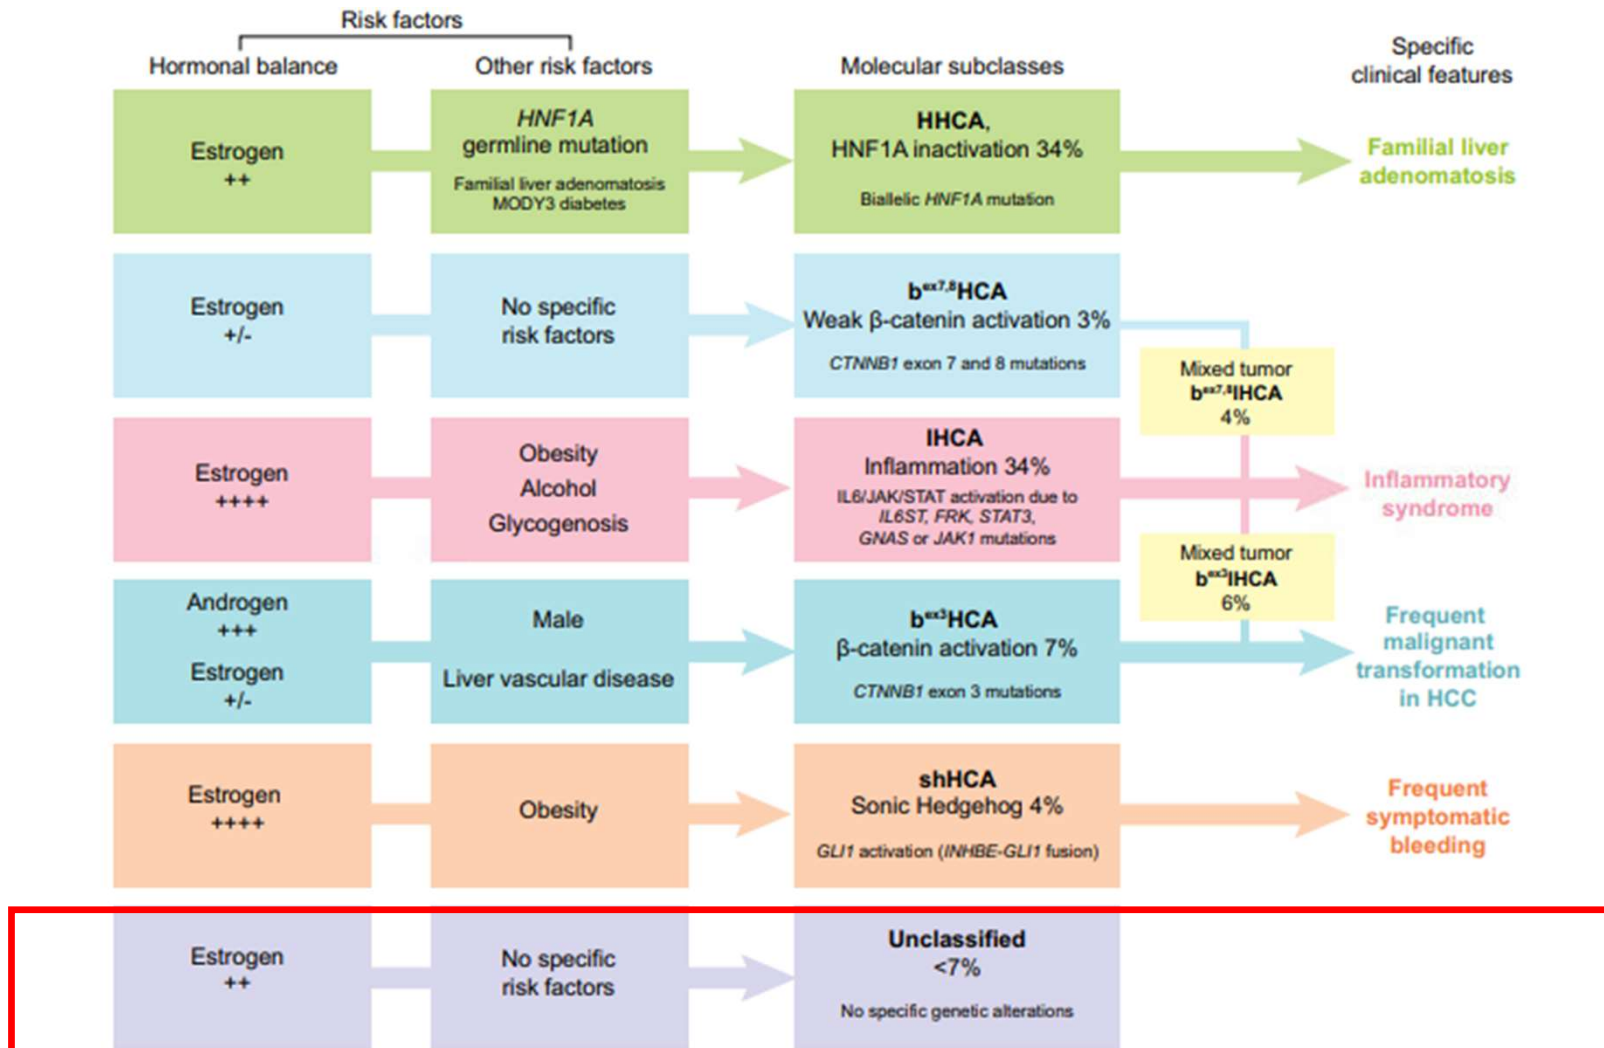 Risk factors
Hormonal balance
Other risk factors
Molecular subclasses
Specific
clinical features
Estrogen
++
HNF1A
germline mutation
Familial liver adenomatosis
MODY3 diabetes
HHCA,
HNF1A inactivation 34%
Biallelic HNF1A mutation
Familial liver
adenomatosis
Estrogen
+/-
No specific
risk factors
bex7,8HCA
Weak β-catenin activation 3%
CTNNB1 exon 7 and 8 mutations
Mixed tumor
bex7,8IHCA
4%
Estrogen
++++
Obesity
Alcohol
Glycogenosis
IHCA
Inflammation 34%
IL6/JAK/STAT activation due to
IL6ST, FRK, STAT3,
GNAS or JAK1 mutations
Inflammatory
syndrome
Mixed tumor
bex3IHCA
6%
Androgen
+++
Estrogen
+/-
Male
Liver vascular disease
bex3HCA
β-catenin activation 7%
CTNNB1 exon 3 mutations
Frequent
malignant
transformation
in HCC
Estrogen
++++
Obesity
shHCA
Sonic Hedgehog 4%
GLI1 activation (INHBE-GLI1 fusion)
Frequent
symptomatic
bleeding
Estrogen
++
No specific
risk factors
Unclassified
<7%
No specific genetic alterations